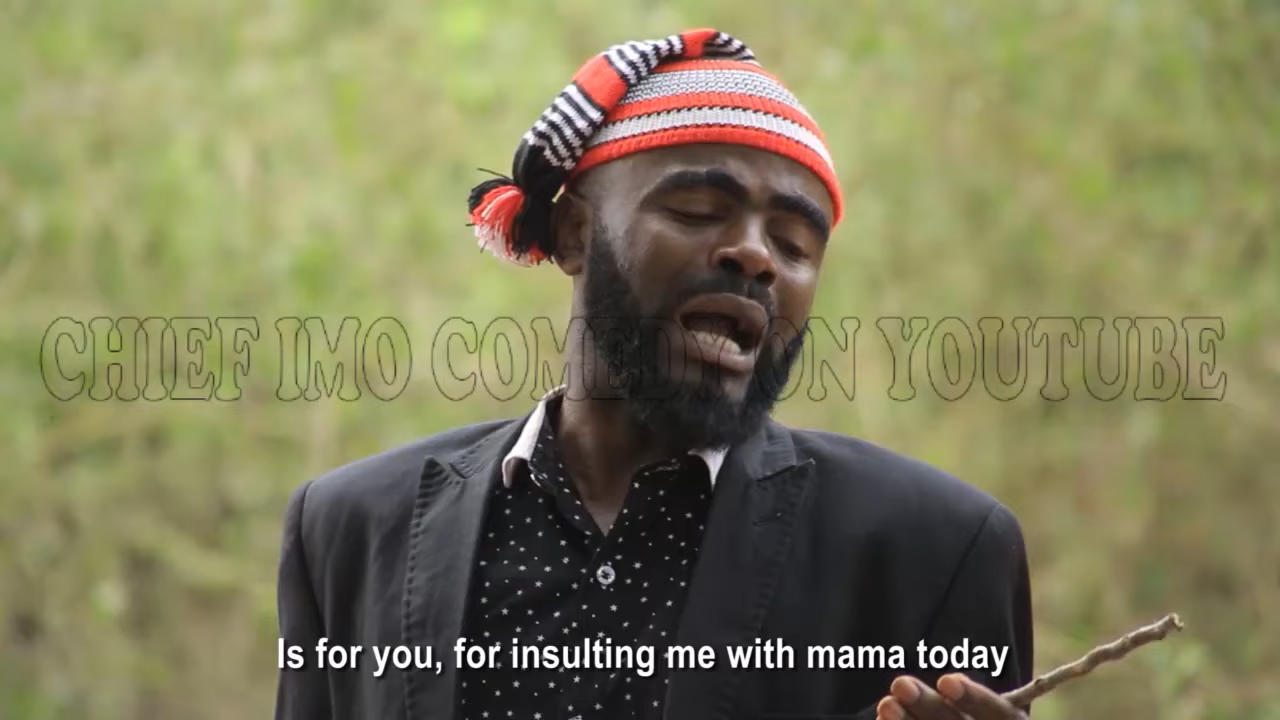 CHIEF IMO COMEDY ON YOUTUBE
Is for you, for insulting me with mama today